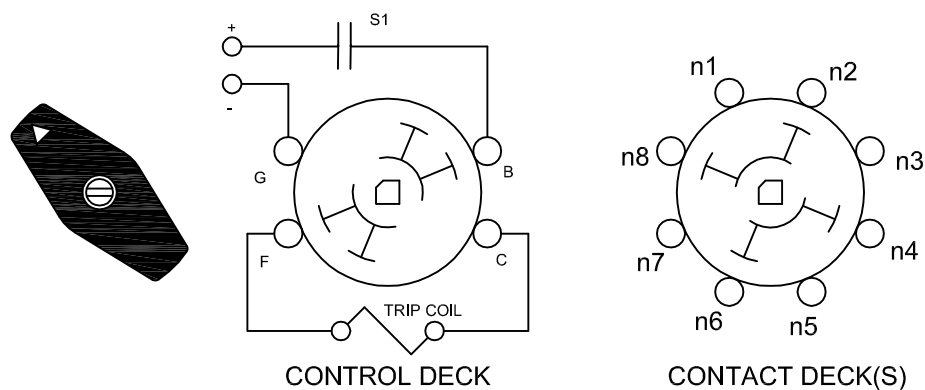 S1
+
-
G
B
F
C
TRIP COIL
CONTROL DECK
n1
n2
n8
n3
n7
n4
n6
n5
CONTACT DECK(S)